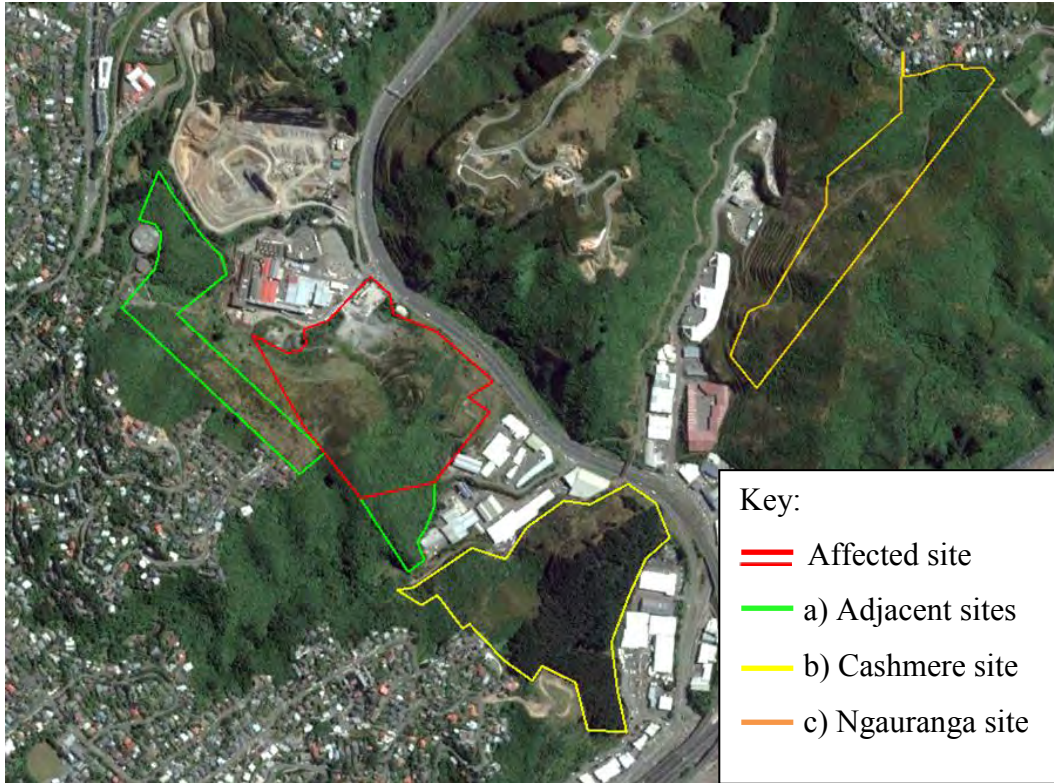 Key:
Affected site
a) Adjacent sites
b) Cashmere site
c) Ngauranga site